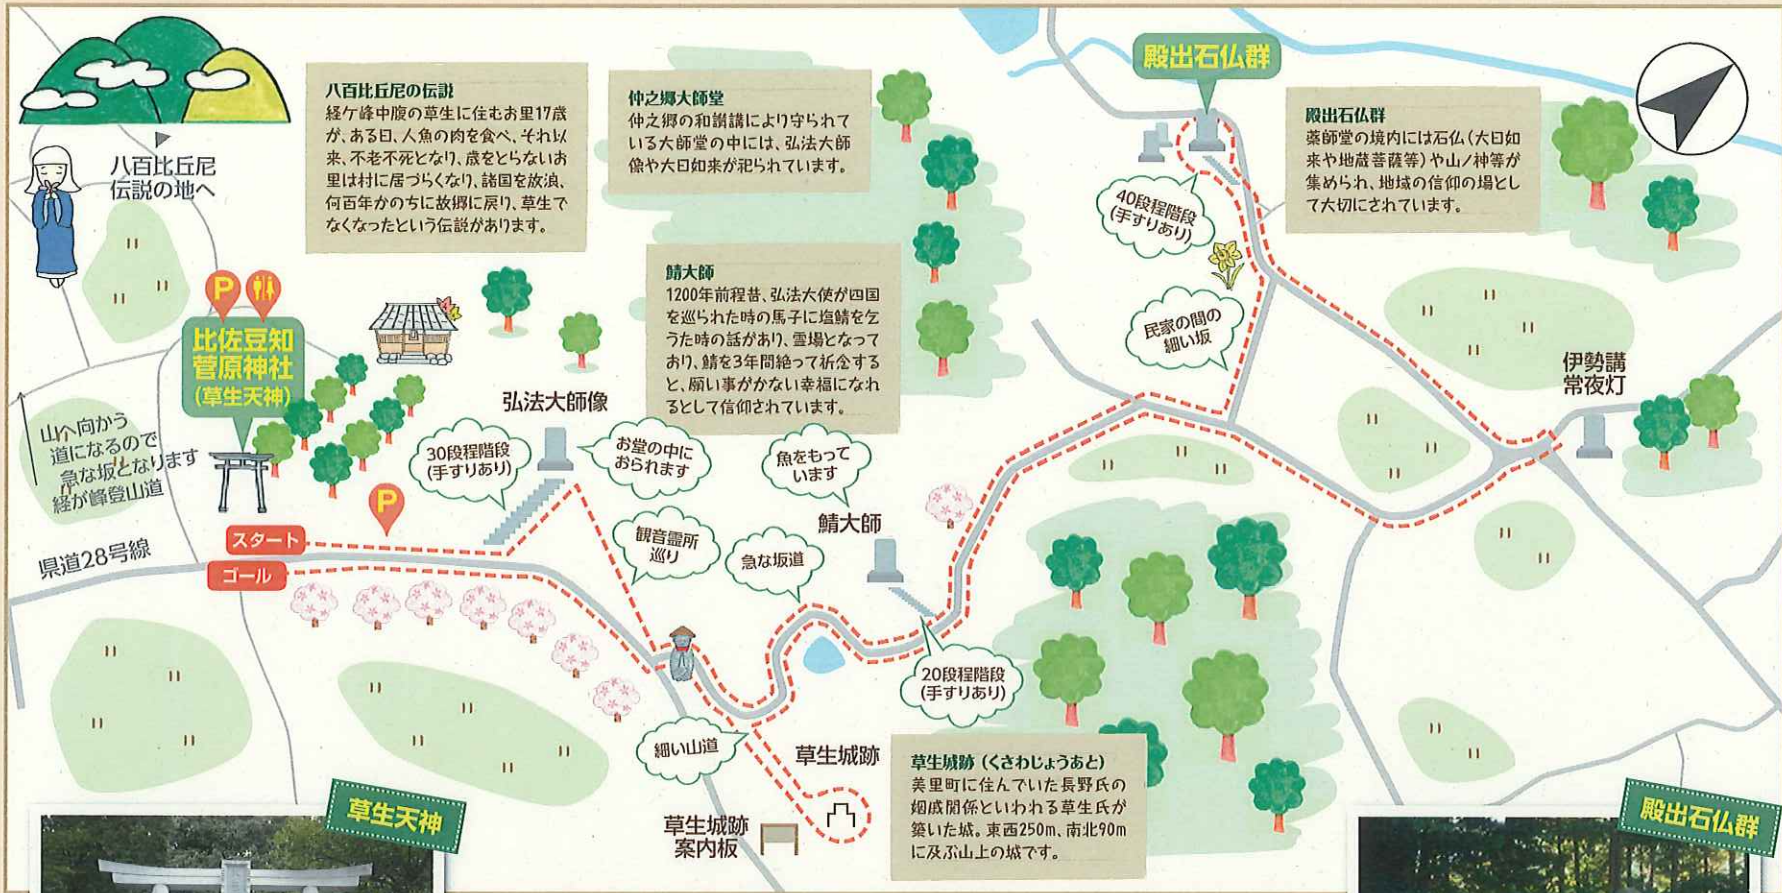 八百比丘尼の伝説
経ケ峰中腹の草生に住むお里17歳
が、ある日、人魚の肉を食べ、それ以
来、不老不死となり、歳をとらないお
里は村に居づらくなり、諸国を放浪、
何百年かのちに故郷に戻り、草生で
なくなったという伝説があります。
仲之郷大師堂
仲之郷の和讃講により守られて
いる大師堂の中には、弘法大師
像や大日如来が祀られています。
殿出石仏群
殿出石仏群
薬師堂の境内には石仏(大日如
来や地蔵菩薩等)や山ノ神等が
集められ、地域の信仰の場とし
て大切にされています。
八百比丘尼
伝説の地へ
40段程階段
(手すりあり)
鯖大師
1200年前程昔、弘法大使が四国
を巡られた時の馬子に塩鯖を乞
うた時の話があり、霊場となって
おり、鯖を3年間絶って祈念する
と、願い事がかない幸福になれ
るとして信仰されています。
P
比佐豆知
菅原神社
(草生天神)
民家の間の
細い坂
伊勢講
常夜灯
弘法大師像
山へ向かう
道になるので
急な坂となります
経が峰登山道
30段程階段
(手すりあり)
お堂の中に
おられます
魚をもって
います
P
鯖大師
スタート
県道28号線
ゴール
観音霊所
巡り
急な坂道
20段程階段
(手すりあり)
細い山道
草生城跡
草生城跡
案内板
草生城跡(くさわじょうあと)
美里町に住んでいた長野氏の
姻戚関係といわれる草生氏が
築いた城。東西250m、南北90m
に及ぶ山上の城です。
草生天神
殿出石仏群